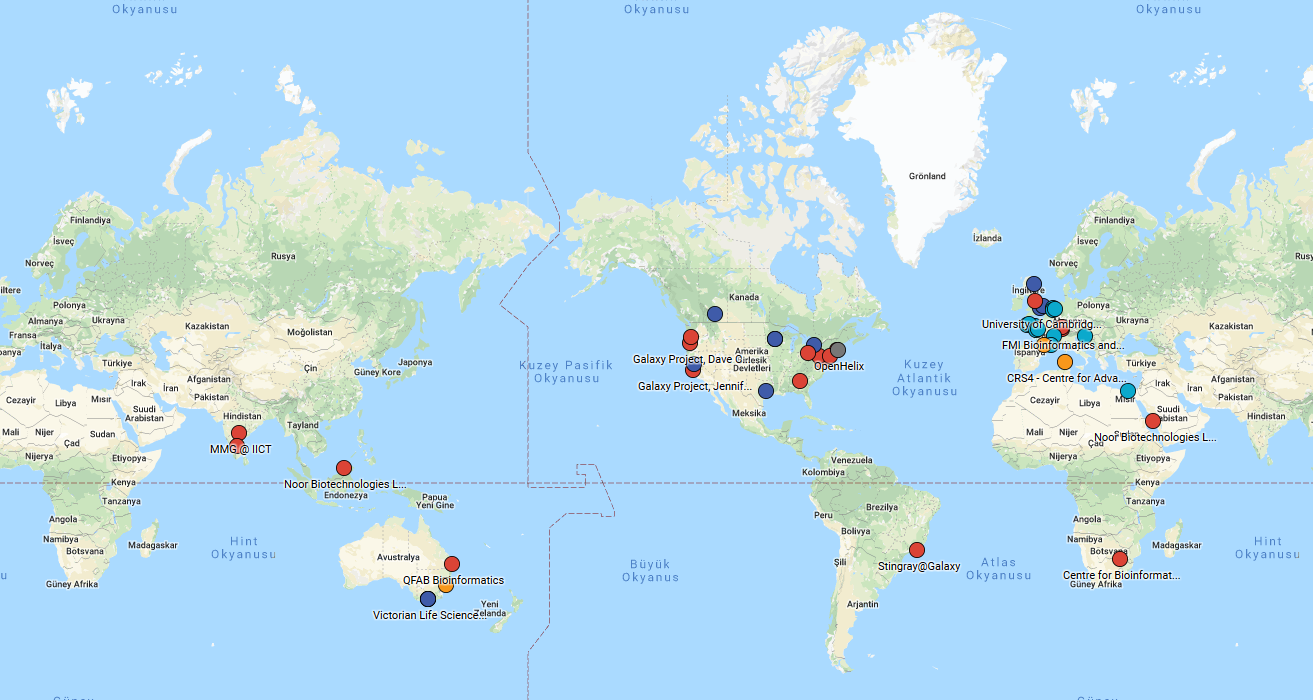 Okyanusu
Okyanusu
Okyanusu
Grönland
Finlandiya
İsveç
Norveç
Rusya
İzlanda
Finlandiya
İsveç
Norveç
Rusy
iltere
Polonya
Almanya
Ukrayna
Fransa
İtalya
panya
Kazakistan
Moğolistan
Türkiye
Çin
Japonya
Güney Kore
Irak
İran
Afganistan
Pakistan
Cezayir
Libya
Mısır
Suudi
Arabistan
Hindistan
Tayland
Mali
Nijer
Çad
Sudan
Nijerya
Etiyopya
Kenya
Tanzanya
Angola
Namibya
Botsvana
Madagaskar
Güney Afrika
MMG @ IICT
Noor Biotechnologies L...
Endonezya
Papua
Yeni Gine
Hint
Okyanusu
u
Avustralya
QFAB Bioinformatics
Victorian Life Science...
Yeni
Zelanda
Kuzey Pasifik
Okyanusu
Büyük
Okyanus
Kanada
Galaxy Project, Dave C...
Amerika
Birleşik
Devletleri
OpenHelix
Galaxy Project, Jennif...
Meksika
Kuzey
Atlantik
Okyanusu
Venezuela
Kolombiya
Brezilya
Peru
Bolivya
Şili
Arjantin
Stingray@Galaxy
Atlas
Okyanusu
İngiltere
Polonya
University of Cambridg...
Ukrayna
Kazakistan
FMI Bioinformatics and...
İspanya
Türkiye
CRS4 - Centre for Adva...
Irak
İran
Afganistan
Pakistan
Cezayir
Libya
Mısır
Suudi
Arabistan
Hindistan
Mali
Nijer
Çad
Sudan
Noor Biotechnologies L...
Nijerya
Etiyopya
Kenya
Tanzanya
Angola
Namibya
Botsvana
Madagaskar
Centre for Bioinformat...
Güney Afrika
Hint
Okyanusu